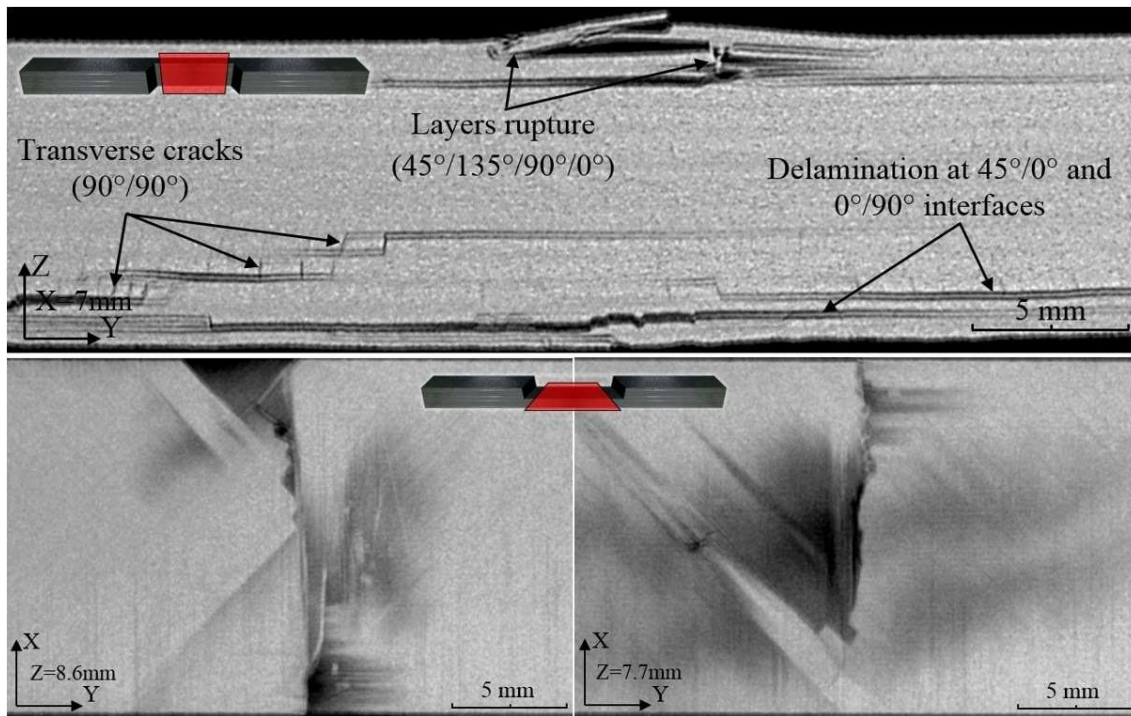 Layers rupture
(45°/135°/90°/0°)
Transverse cracks
(90°/90°)
Delamination at 45°/0° and
0°/90° interfaces
Z
X=7mm
Y
5 mm
X
Z=8.6mm
Y
5 mm
X
Z=7.7mm
Y
5 mm